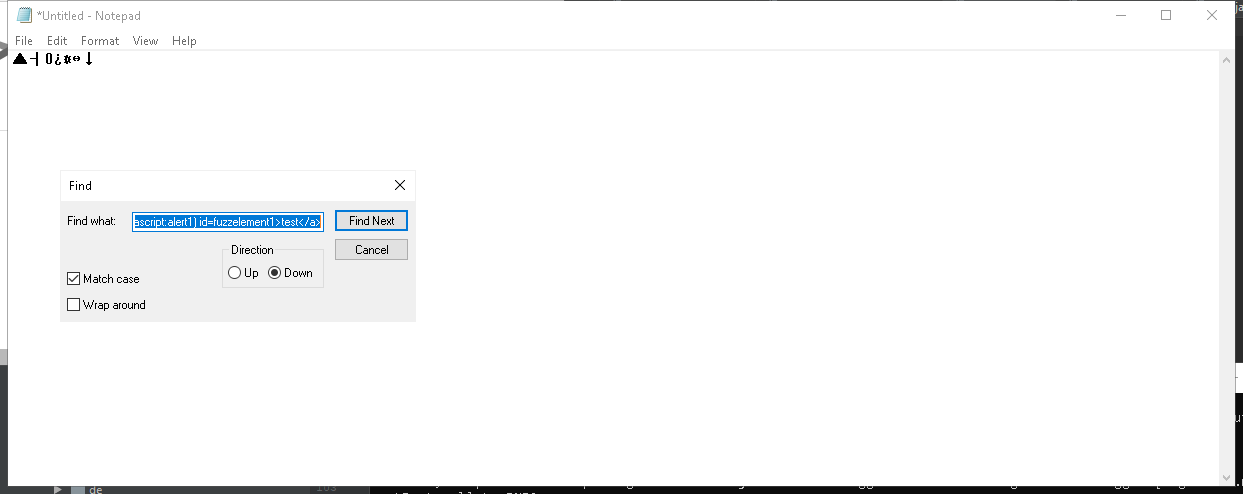 *Untitled - Notepad
File Edit Format View Help
▲┤0¿¤↔↓
Find
Find what: ascript:alert1) id=fuzzelement1>test</a>
Find Next
Direction
Cancel
Up Down
Match case
Wrap around
de